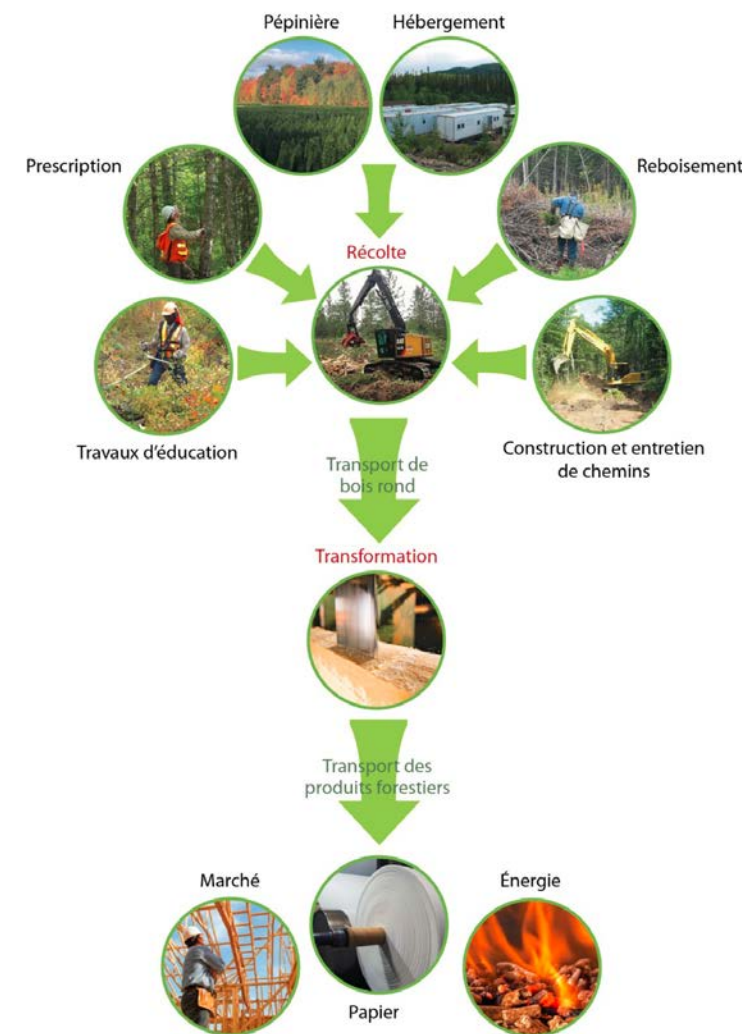 Pépinière
Hébergement
Prescription
Reboisement
Récolte
Travaux d’éducation
Construction et entretien
de chemins
Transport de
bois rond
Transformation
Transport des
produits forestiers
Marché
Énergie
Papier